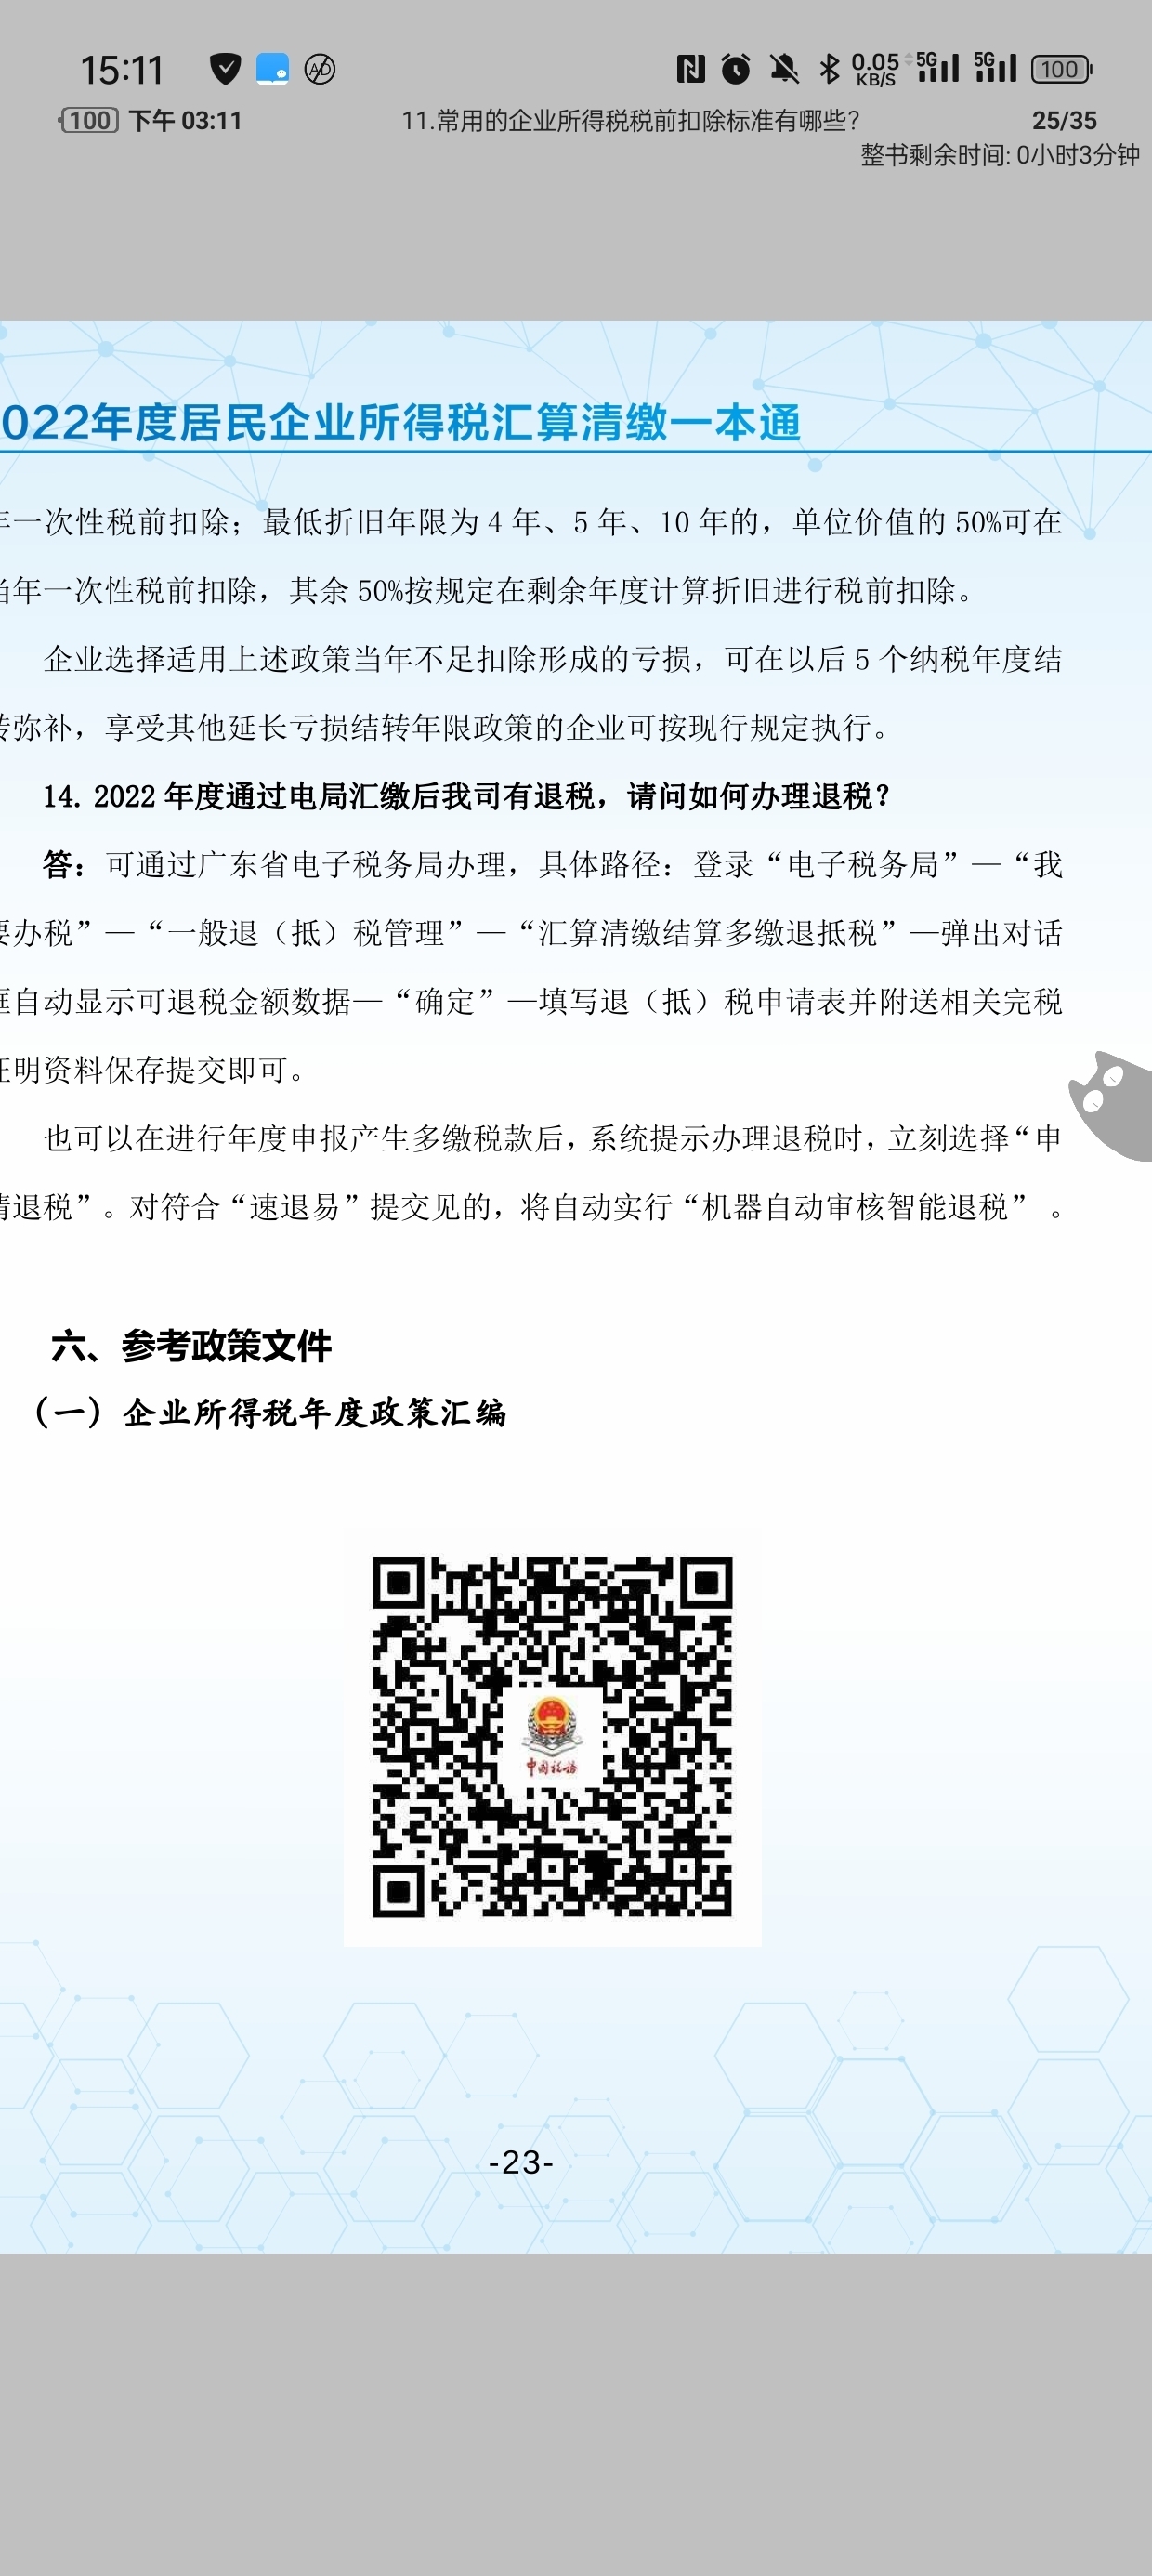 15:11 AD 0.05 KB/S 5G 5G 100
100 下午 03:11 11.常用的企业所得税税前扣除标准有哪些? 25/35
整书剩余时间: 0小时3分钟
022年度居民企业所得税汇算清缴一本通
年一次性税前扣除；最低折旧年限为 4 年、5 年、10 年的，单位价值的 50%可在
当年一次性税前扣除，其余 50%按规定在剩余年度计算折旧进行税前扣除。
企业选择适用上述政策当年不足扣除形成的亏损，可在以后 5 个纳税年度结
转弥补，享受其他延长亏损结转年限政策的企业可按现行规定执行。
14. 2022 年度通过电局汇缴后我司有退税，请问如何办理退税？
答：可通过广东省电子税务局办理，具体路径：登录“电子税务局”—“我
要办税”—“一般退（抵）税管理”—“汇算清缴结算多缴退抵税”—弹出对话
框自动显示可退税金额数据—“确定”—填写退（抵）税申请表并附送相关完税
证明资料保存提交即可。
也可以在进行年度申报产生多缴税款后，系统提示办理退税时，立刻选择“申
请退税”。对符合“速退易”提交见的，将自动实行“机器自动审核智能退税” 。
六、参考政策文件
（一）企业所得税年度政策汇编
中国税务
-23-